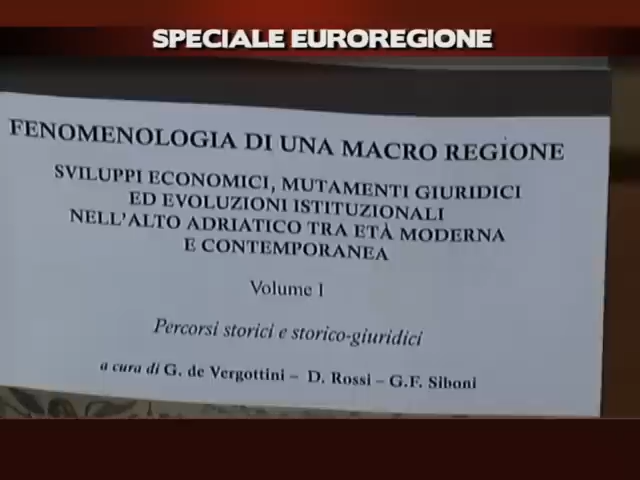 SPECIALE EUROREGIONE
FENOMENOLOGIA DI UNA MACRO REGIONE
SVILUPPI ECONOMICI, MUTAMENTI GIURIDICI
ED EVOLUZIONI ISTITUZIONALI
NELL'ALTO ADRIATICO TRA ETÀ MODERNA
E CONTEMPORANEA
Volume I
Percorsi storici e storico-giuridici
a cura di G. de Vergottini – D. Rossi – G.F. Siboni